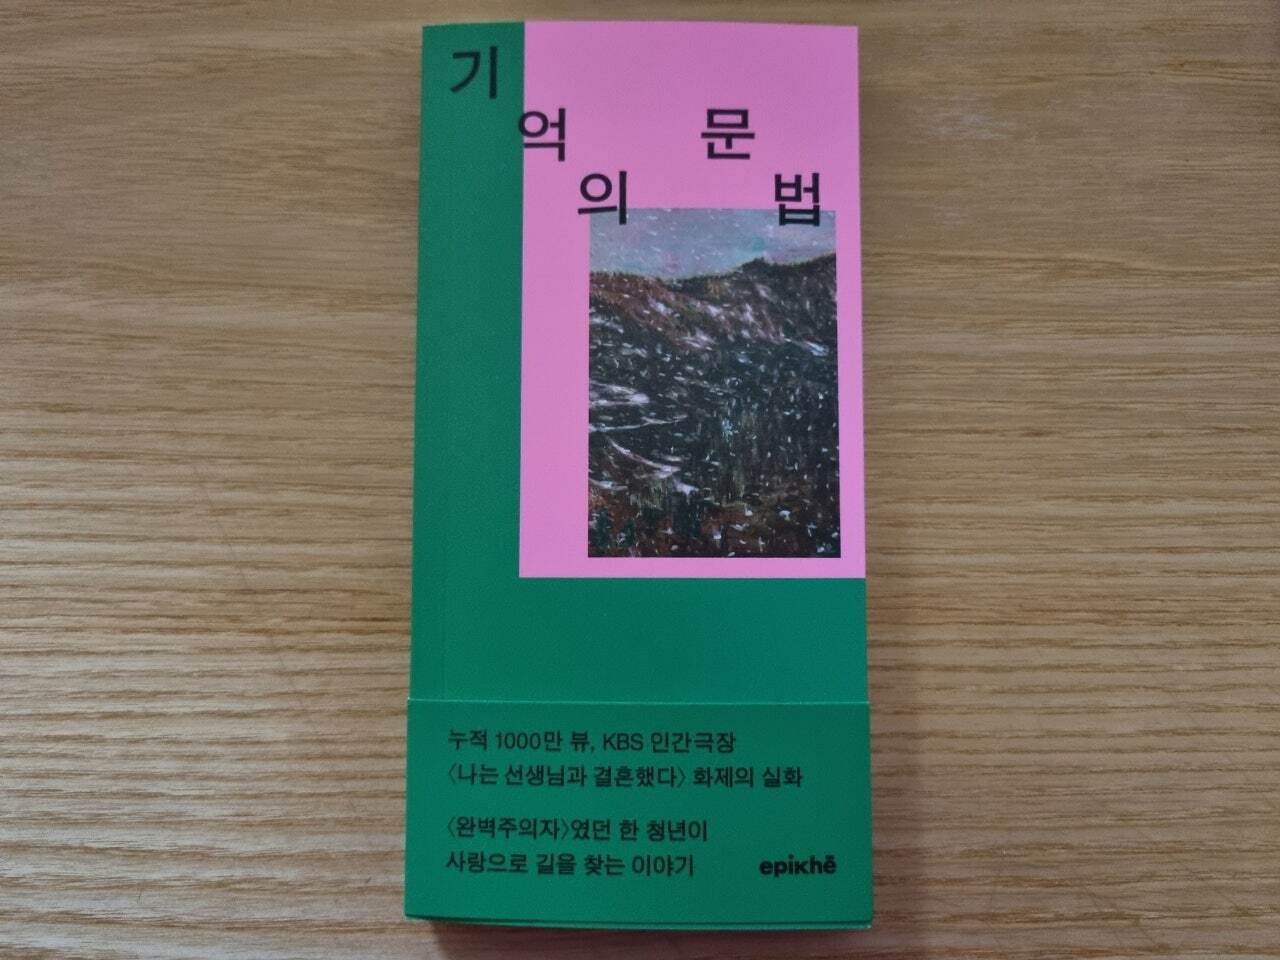 기억의 문법
누적 1000만 뷰, KBS 인간극장
〈나는 선생님과 결혼했다〉 화제의 실화
〈완벽주의자〉였던 한 청년이
사랑으로 길을 찾는 이야기
epikhē